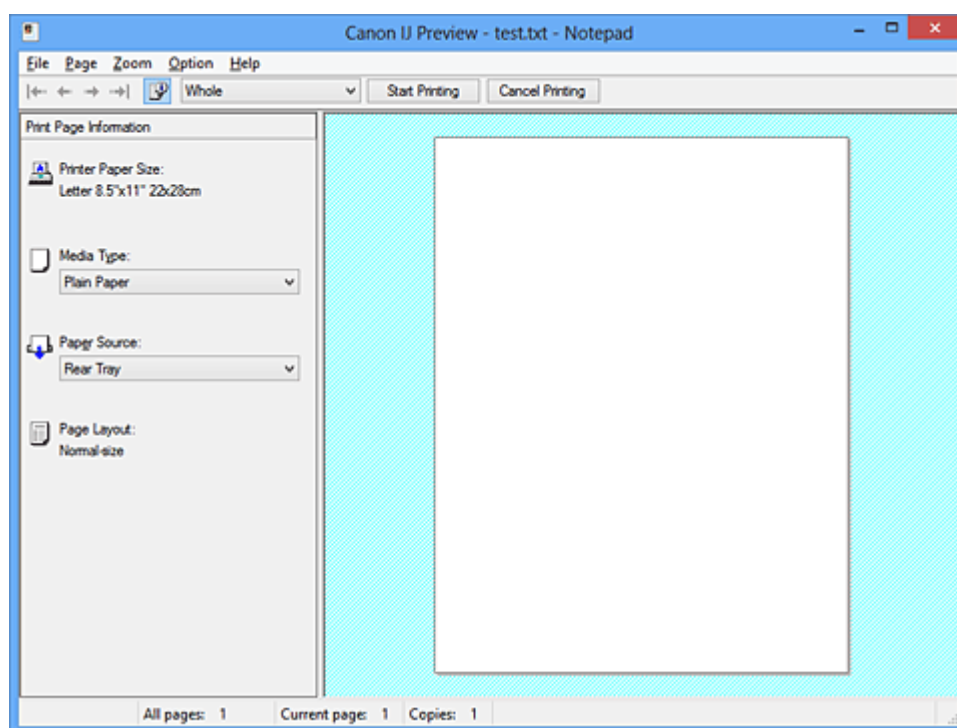 Canon IJ Preview - test.txt - Notepad
File Page Zoom Option Help
Whole Start Printing Cancel Printing
Print Page Information
Printer Paper Size:
Letter 8.5"x11" 22x28cm
Media Type:
Plain Paper
Paper Source:
Rear Tray
Page Layout:
Normal-size
All pages: 1 Current page: 1 Copies: 1